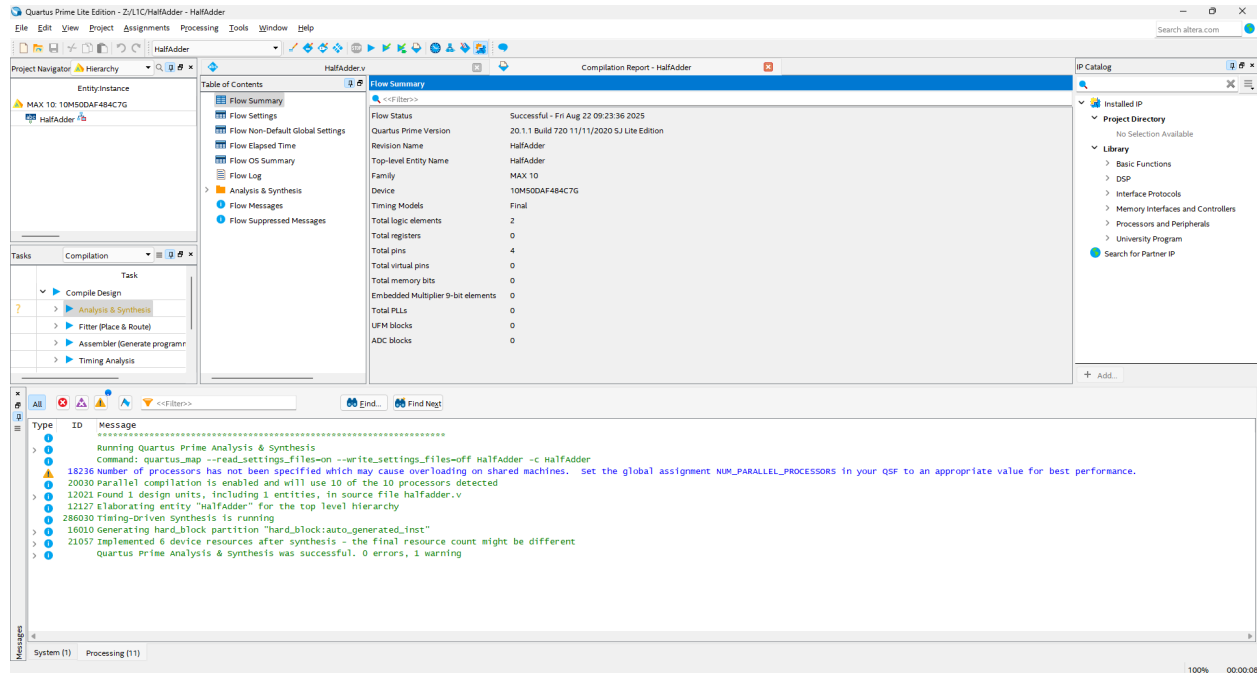 Quartus Prime Lite Edition - Z:/L1C/HalfAdder - HalfAdder
File Edit View Project Assignments Processing Tools Window Help
Search altera.com
HalfAdder
Project Navigator Hierarchy
Entity:Instance
MAX 10: 10M50DAF484C7G
HalfAdder
Tasks Compilation
Task
Compile Design
? Analysis & Synthesis
Fitter (Place & Route)
Assembler (Generate programr
Timing Analysis
HalfAdder.v
Compilation Report - HalfAdder
Table of Contents
Flow Summary
Flow Settings
Flow Non-Default Global Settings
Flow Elapsed Time
Flow OS Summary
Flow Log
Analysis & Synthesis
Flow Messages
Flow Suppressed Messages
Flow Summary
<<Filter>>
Flow Status Successful - Fri Aug 22 09:23:36 2025
Quartus Prime Version 20.1.1 Build 720 11/11/2020 SJ Lite Edition
Revision Name HalfAdder
Top-level Entity Name HalfAdder
Family MAX 10
Device 10M50DAF484C7G
Timing Models Final
Total logic elements 2
Total registers 0
Total pins 4
Total virtual pins 0
Total memory bits 0
Embedded Multiplier 9-bit elements 0
Total PLLs 0
UFM blocks 0
ADC blocks 0
IP Catalog
Installed IP
Project Directory
No Selection Available
Library
Basic Functions
DSP
Interface Protocols
Memory Interfaces and Controllers
Processors and Peripherals
University Program
Search for Partner IP
+ Add...
All <<Filter>> Find... Find Next
Type ID Message
*******************************************************************
Running Quartus Prime Analysis & Synthesis
Command: quartus_map --read_settings_files=on --write_settings_files=off HalfAdder -c HalfAdder
18236 Number of processors has not been specified which may cause overloading on shared machines. Set the global assignment NUM_PARALLEL_PROCESSORS in your QSF to an appropriate value for best performance.
20030 Parallel compilation is enabled and will use 10 of the 10 processors detected
12021 Found 1 design units, including 1 entities, in source file halfadder.v
12127 Elaborating entity "HalfAdder" for the top level hierarchy
286030 Timing-Driven Synthesis is running
16010 Generating hard_block partition "hard_block:auto_generated_inst"
21057 Implemented 6 device resources after synthesis - the final resource count might be different
Quartus Prime Analysis & Synthesis was successful. 0 errors, 1 warning
Messages
System (1) Processing (11)
100% 00:00:08